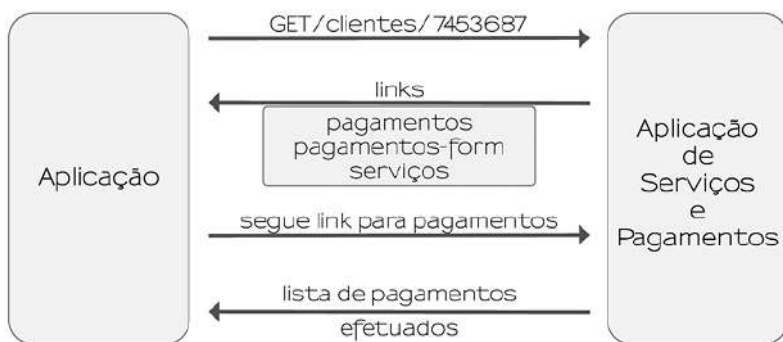 Aplicação
GET/clientes/7453687
links
pagamentos
pagamentos-form
serviços
segue link para pagamentos
lista de pagamentos
efetuados
Aplicação
de
Serviços
e
Pagamentos